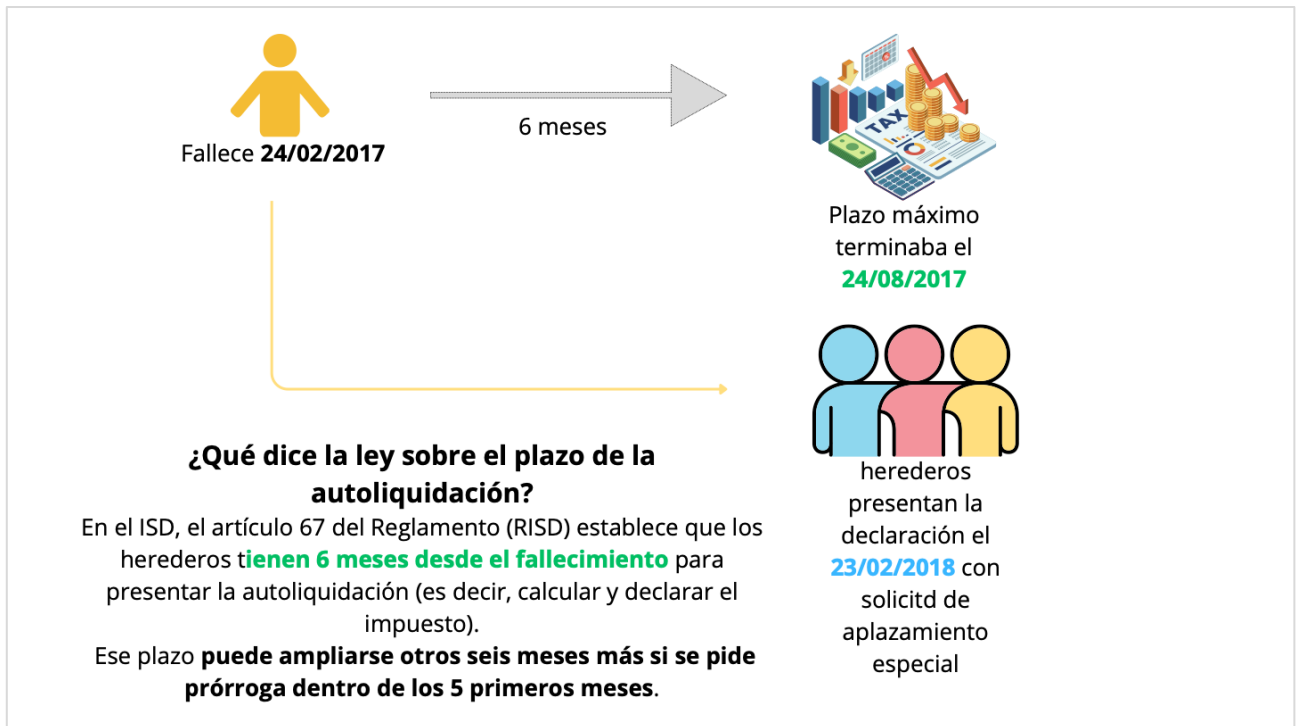 Fallece 24/02/2017
6 meses
TAX
Plazo máximo
terminaba el
24/08/2017
herederos
presentan la
declaración el
23/02/2018 con
solicitd de
aplazamiento
especial
¿Qué dice la ley sobre el plazo de la
autoliquidación?
En el ISD, el artículo 67 del Reglamento (RISD) establece que los
herederos tienen 6 meses desde el fallecimiento para
presentar la autoliquidación (es decir, calcular y declarar el
impuesto).
Ese plazo puede ampliarse otros seis meses más si se pide
prórroga dentro de los 5 primeros meses.